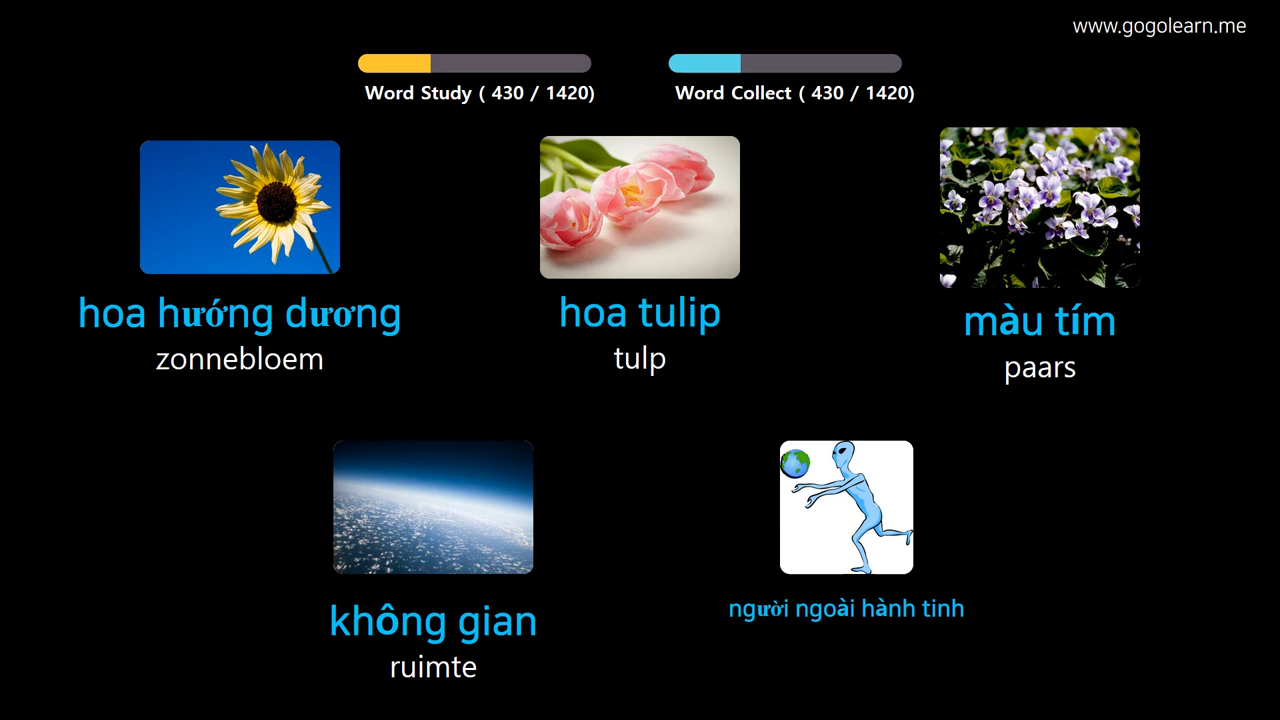 www.gogolearn.me
Word Study ( 430 / 1420)
Word Collect ( 430 / 1420)
hoa hướng dương
zonnebloem
hoa tulip
tulp
màu tím
paars
không gian
ruimte
người ngoài hành tinh